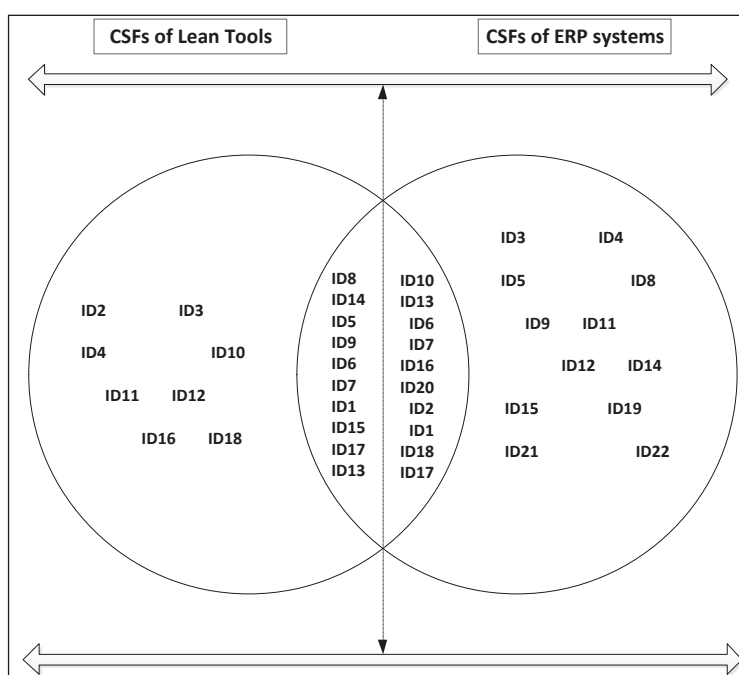 CSFs of Lean Tools
CSFs of ERP systems
ID2 ID3
ID4 ID10
ID11 ID12
ID16 ID18
ID8
ID14
ID5
ID9
ID6
ID7
ID1
ID15
ID17
ID13
ID10
ID13
ID6
ID7
ID16
ID20
ID2
ID1
ID18
ID17
ID3 ID4
ID5 ID8
ID9 ID11
ID12 ID14
ID15 ID19
ID21 ID22